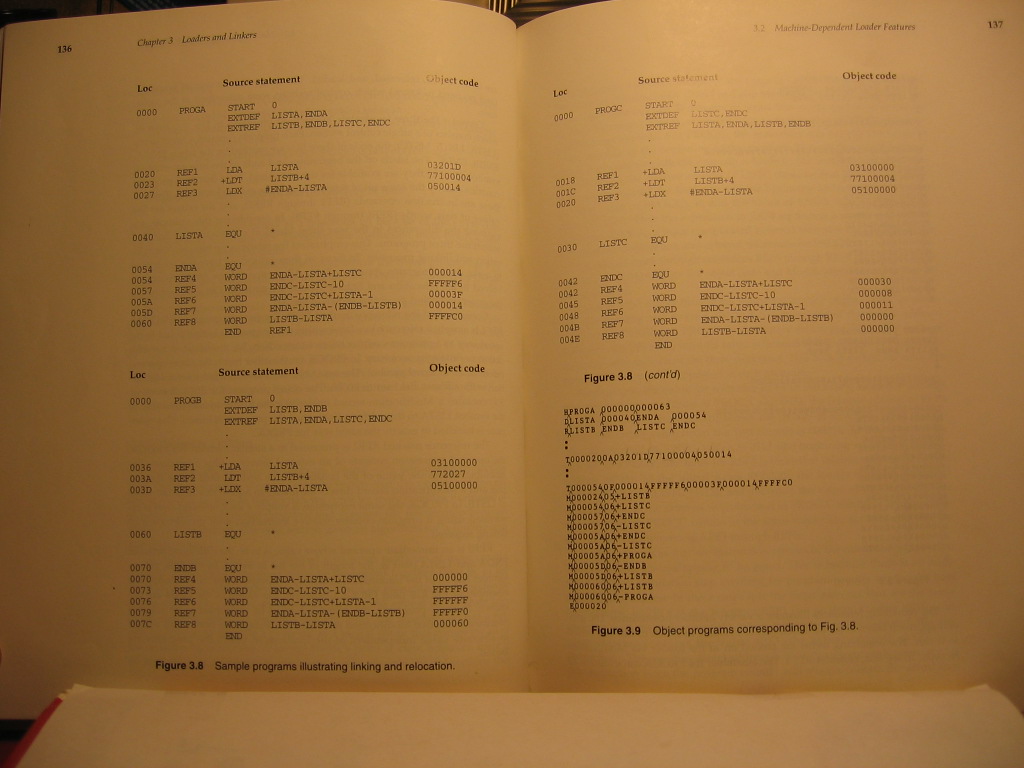 136 Chapter 3 Loaders and Linkers
Loc Source statement Object code
0000 PROGA START 0
EXTDEF LISTA,ENDA
EXTREF LISTB,ENDB,LISTC,ENDC
.
.
.
0020 REF1 LDA LISTA 03201D
0023 REF2 +LDT LISTB+4 77100004
0027 REF3 LDX #ENDA-LISTA 050014
.
.
.
0040 LISTA EQU *
.
.
0054 ENDA EQU *
0054 REF4 WORD ENDA-LISTA+LISTC 000014
0057 REF5 WORD ENDC-LISTC-10 FFFFF6
005A REF6 WORD ENDC-LISTC+LISTA-1 00003F
005D REF7 WORD ENDA-LISTA-(ENDB-LISTB) 000014
0060 REF8 WORD LISTB-LISTA FFFFC0
END REF1
Loc Source statement Object code
0000 PROGB START 0
EXTDEF LISTB,ENDB
EXTREF LISTA,ENDA,LISTC,ENDC
.
.
.
0036 REF1 +LDA LISTA 03100000
003A REF2 LDT LISTB+4 772027
003D REF3 +LDX #ENDA-LISTA 05100000
.
.
.
0060 LISTB EQU *
.
.
0070 ENDB EQU *
0070 REF4 WORD ENDA-LISTA+LISTC 000000
0073 REF5 WORD ENDC-LISTC-10 FFFFF6
0076 REF6 WORD ENDC-LISTC+LISTA-1 FFFFFF
0079 REF7 WORD ENDA-LISTA-(ENDB-LISTB) FFFFF0
007C REF8 WORD LISTB-LISTA 000060
END
Figure 3.8 Sample programs illustrating linking and relocation.
3.2 Machine-Dependent Loader Features 137
Loc Source statement Object code
0000 PROGC START 0
EXTDEF LISTC,ENDC
EXTREF LISTA,ENDA,LISTB,ENDB
.
.
.
0018 REF1 +LDA LISTA 03100000
001C REF2 +LDT LISTB+4 77100004
0020 REF3 +LDX #ENDA-LISTA 05100000
.
.
.
0030 LISTC EQU *
.
.
0042 ENDC EQU *
0042 REF4 WORD ENDA-LISTA+LISTC 000030
0045 REF5 WORD ENDC-LISTC-10 000008
0048 REF6 WORD ENDC-LISTC+LISTA-1 000011
004B REF7 WORD ENDA-LISTA-(ENDB-LISTB) 000000
004E REF8 WORD LISTB-LISTA 000000
END
Figure 3.8 (cont'd)
HPROGA 000000000063
DLISTA 000040ENDA 000054
RLISTB ENDB LISTC ENDC
:
T0000200A03201D77100004050014
:
T0000540F000014FFFFF600003F000014FFFFC0
M00002405+LISTB
M00005406+LISTC
M00005706+ENDC
M00005706-LISTC
M00005A06+ENDC
M00005A06-LISTC
M00005A06+PROGA
M00005D06-ENDB
M00005D06+LISTB
M00006006+LISTB
M00006006-PROGA
E000020
Figure 3.9 Object programs corresponding to Fig. 3.8.